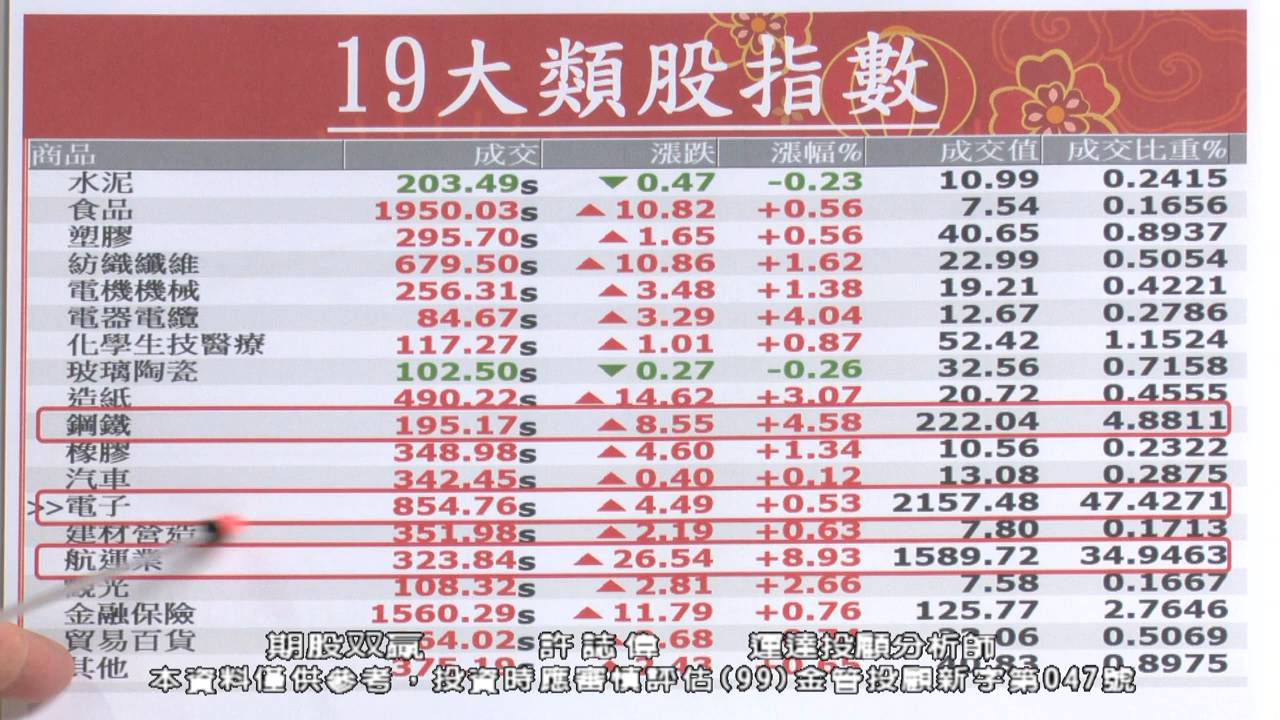 19大類股指數
商品 成交 漲跌 漲幅% 成交值 成交比重%
水泥 203.49s ▼0.47 -0.23 10.99 0.2415
食品 1950.03s ▲10.82 +0.56 7.54 0.1656
塑膠 295.70s ▲1.65 +0.56 40.65 0.8937
紡織纖維 679.50s ▲10.86 +1.62 22.99 0.5054
電機機械 256.31s ▲3.48 +1.38 19.21 0.4221
電器電纜 84.67s ▲3.29 +4.04 12.67 0.2786
化學生技醫療 117.27s ▲1.01 +0.87 52.42 1.1524
玻璃陶瓷 102.50s ▼0.27 -0.26 32.56 0.7158
造紙 490.22s ▲14.62 +3.07 20.72 0.4555
鋼鐵 195.17s ▲8.55 +4.58 222.04 4.8811
橡膠 348.98s ▲4.60 +1.34 10.56 0.2322
汽車 342.45s ▲0.40 +0.12 13.08 0.2875
>>電子 854.76s ▲4.49 +0.53 2157.48 47.4271
建材營造 351.98s ▲2.19 +0.63 7.80 0.1713
航運業 323.84s ▲26.54 +8.93 1589.72 34.9463
觀光 108.32s ▲2.81 +2.66 7.58 0.1667
金融保險 1560.29s ▲11.79 +0.76 125.77 2.7646
貿易百貨 0.5069
其他 0.8975
期股双贏 許誌偉 運達投顧分析師
本資料僅供參考，投資時應審慎評估(99)金管投顧新字第047號